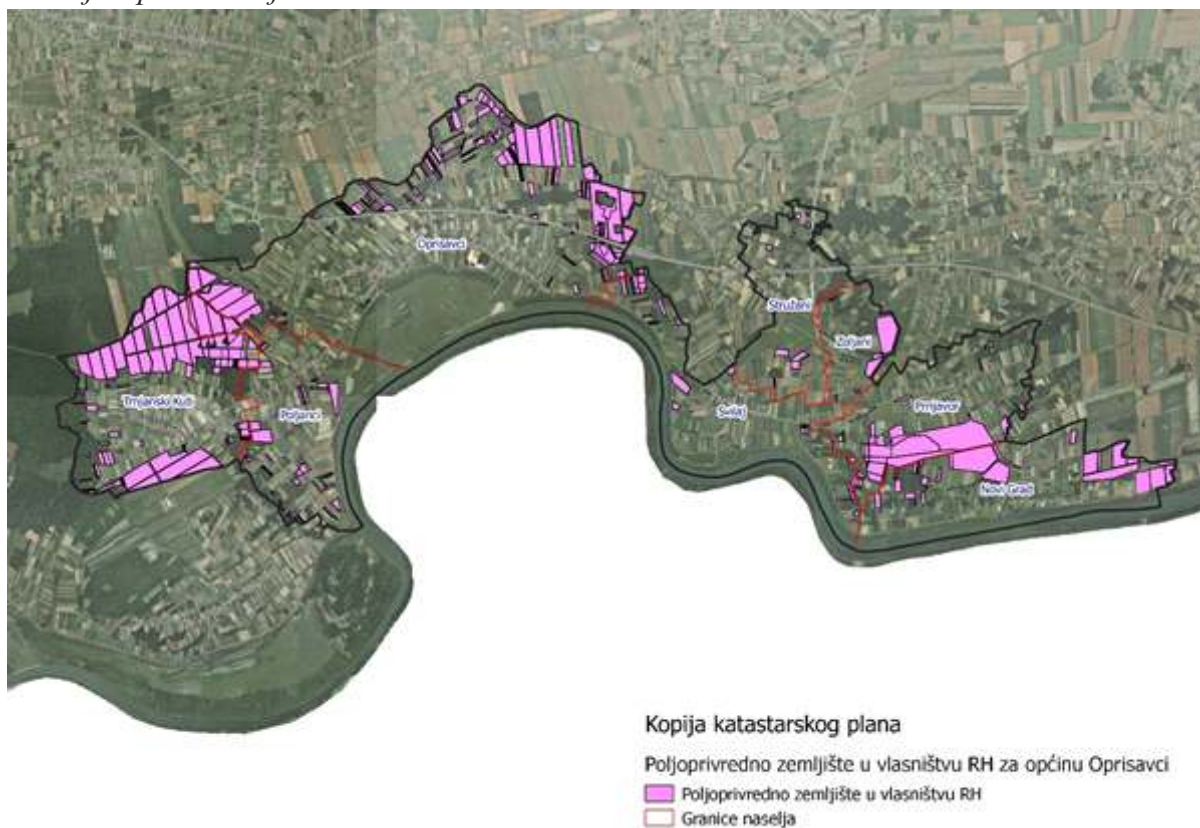 Oprisavci
Stružani
Zoljani
Trnjanski Kuti
Poljanci
Svilaj
Prnjavor
Novi Grad
Kopija katastarskog plana
Poljoprivredno zemljište u vlasništvu RH za općinu Oprisavci
Poljoprivredno zemljište u vlasništvu RH
Granice naselja